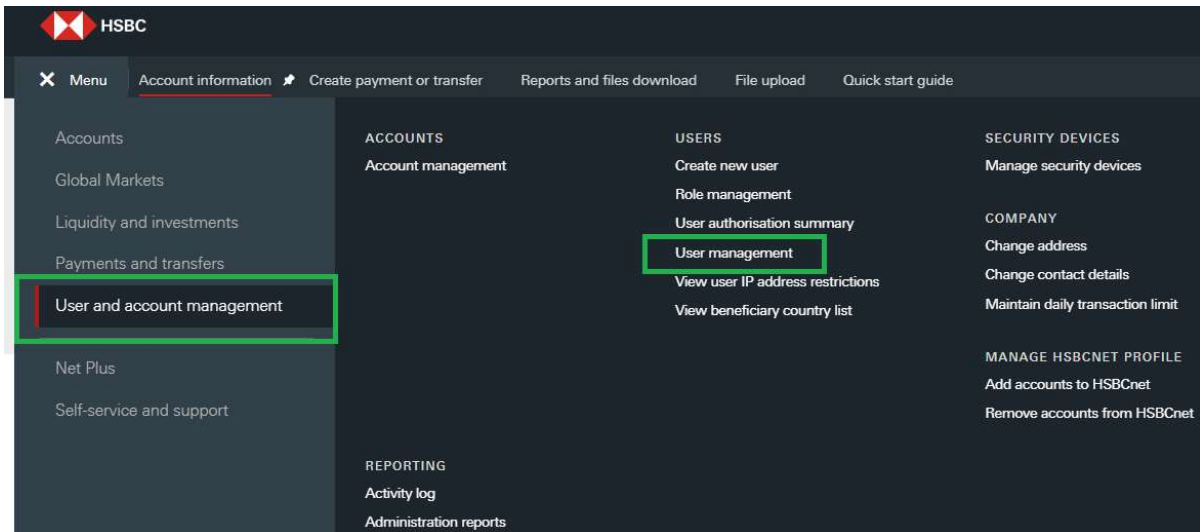 HSBC
Menu Account information Create payment or transfer Reports and files download File upload Quick start guide
Accounts
Global Markets
Liquidity and investments
Payments and transfers
User and account management
Net Plus
Self-service and support
ACCOUNTS
Account management
USERS
Create new user
Role management
User authorisation summary
User management
View user IP address restrictions
View beneficiary country list
SECURITY DEVICES
Manage security devices
COMPANY
Change address
Change contact details
Maintain daily transaction limit
MANAGE HSBCNET PROFILE
Add accounts to HSBCnet
Remove accounts from HSBCnet
REPORTING
Activity log
Administration reports